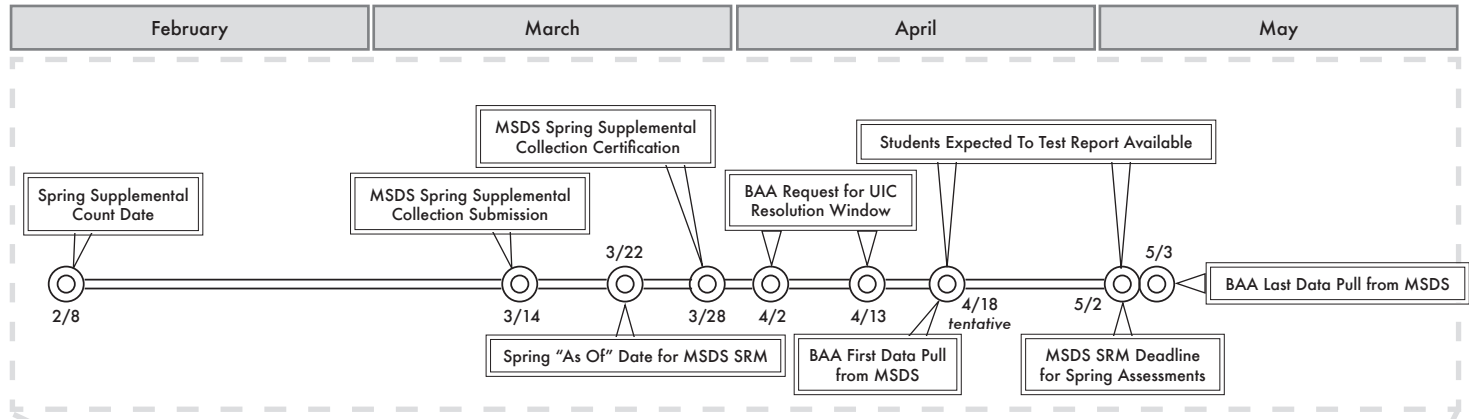 February
March
April
May
MSDS Spring Supplemental
Collection Certification
Students Expected To Test Report Available
Spring Supplemental
Count Date
MSDS Spring Supplemental
Collection Submission
BAA Request for UIC
Resolution Window
3/22
5/3
BAA Last Data Pull from MSDS
2/8
3/14
3/28
4/2
4/13
4/18
tentative
5/2
Spring “As Of” Date for MSDS SRM
BAA First Data Pull
from MSDS
MSDS SRM Deadline
for Spring Assessments